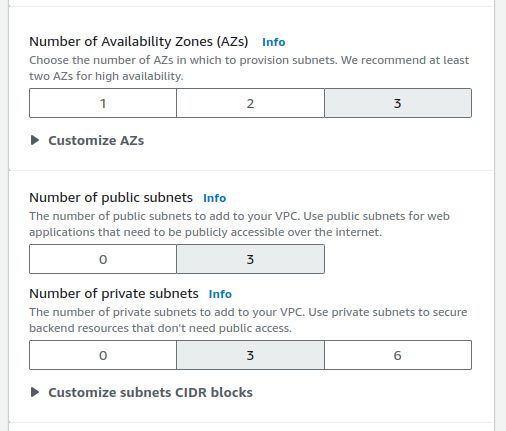 Number of Availability Zones (AZs) Info
Choose the number of AZs in which to provision subnets. We recommend at least
two AZs for high availability.
1 2 3
Customize AZs
Number of public subnets Info
The number of public subnets to add to your VPC. Use public subnets for web
applications that need to be publicly accessible over the internet.
0 3
Number of private subnets Info
The number of private subnets to add to your VPC. Use private subnets to secure
backend resources that don't need public access.
0 3 6
Customize subnets CIDR blocks